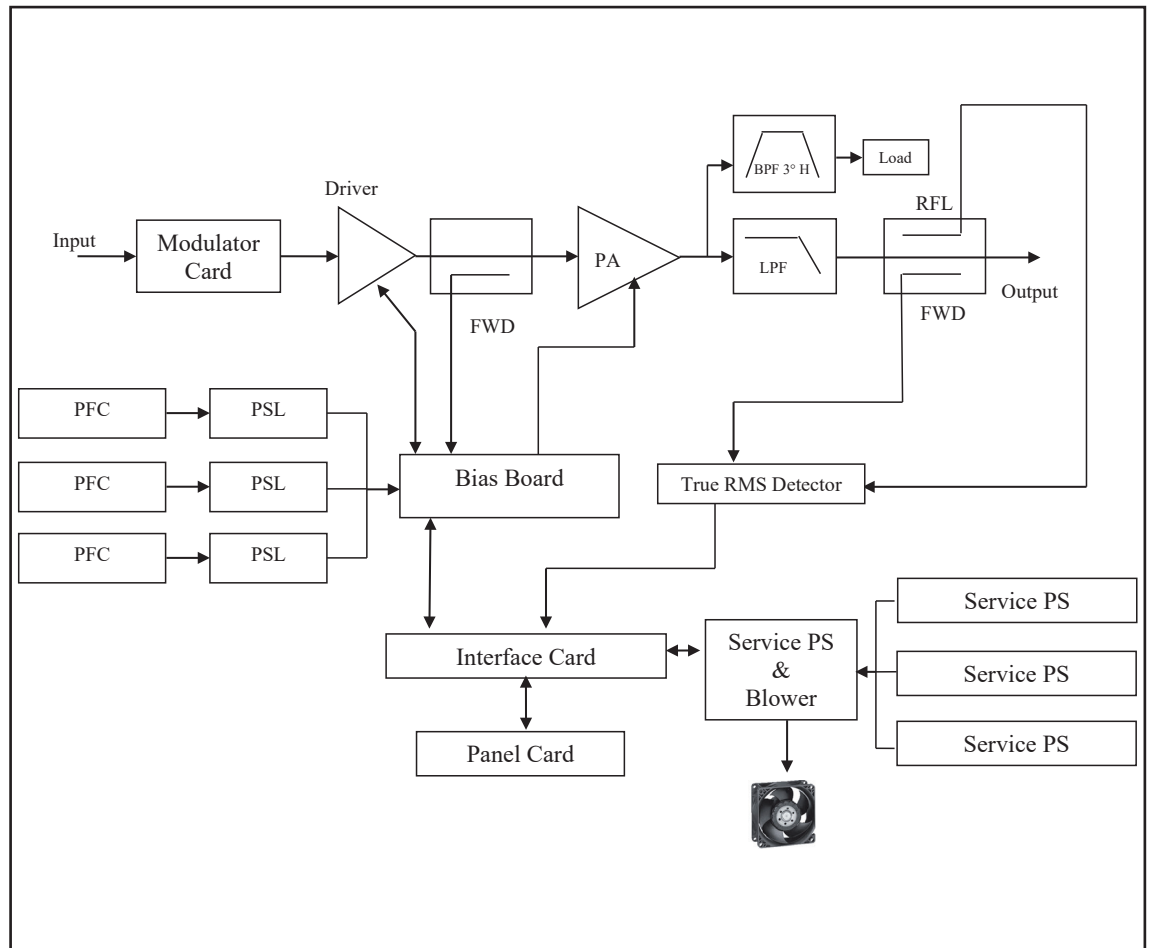 BPF 3° H
Load
Driver
RFL
Input
Modulator
Card
PA
LPF
Output
FWD
FWD
PFC
PSL
Bias Board
True RMS Detector
PFC
PSL
PFC
PSL
Service PS
Interface Card
Service PS
&
Blower
Service PS
Panel Card
Service PS